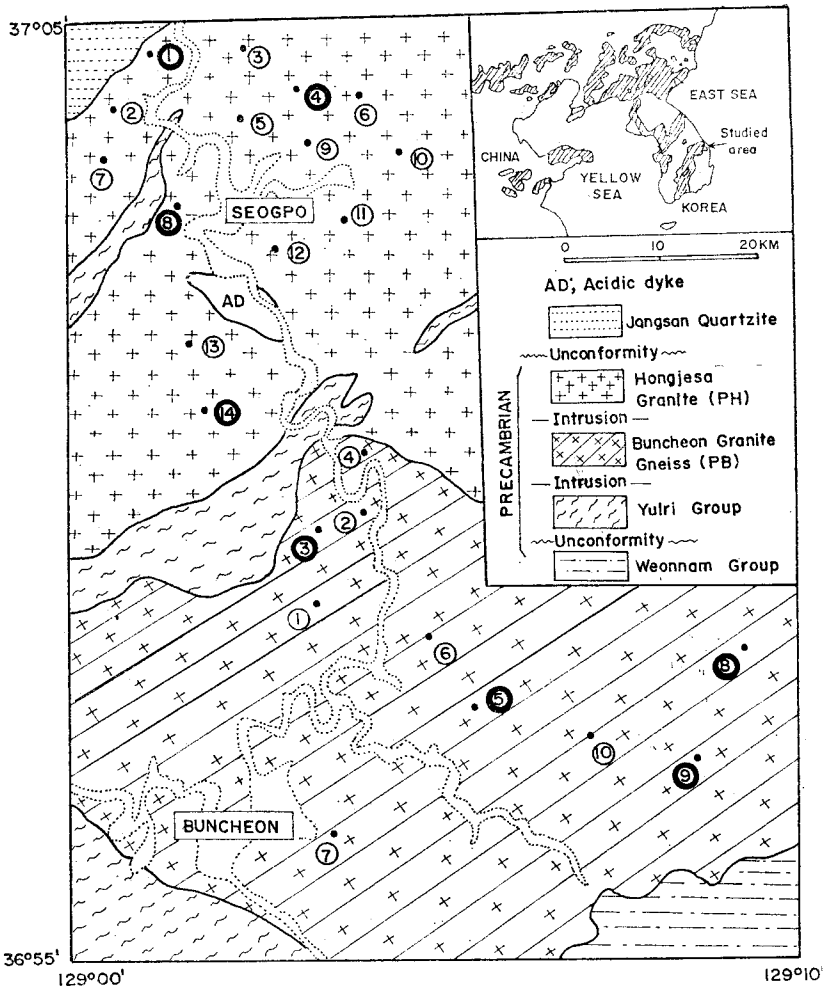 37°05'
①
③
④
⑥
②
⑤
⑨
⑩
⑦
⑧
SEOGPO
⑪
⑫
AD
⑬
⑭
EAST SEA
Studied area
CHINA
YELLOW SEA
KOREA
0 10 20 KM
AD', Acidic dyke
Jangsan Quartzite
Unconformity
PRECAMBRIAN
Hongjesa Granite (PH)
Intrusion
Buncheon Granite Gneiss (PB)
Intrusion
Yulri Group
Unconformity
Weonnam Group
④
②
③
①
⑥
⑤
⑧
⑩
⑨
BUNCHEON
⑦
36°55'
129°00'
129°10'